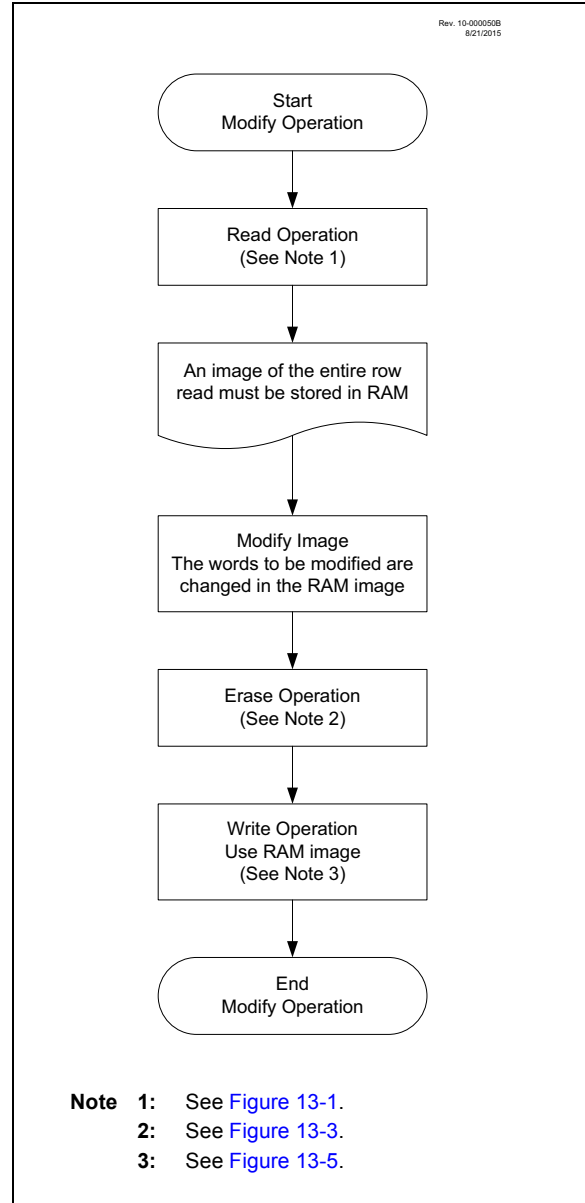 Rev. 10-000050B
8/21/2015
Start
Modify Operation
Read Operation
(See Note 1)
An image of the entire row
read must be stored in RAM
Modify Image
The words to be modified are
changed in the RAM image
Erase Operation
(See Note 2)
Write Operation
Use RAM image
(See Note 3)
End
Modify Operation
Note 1: See Figure 13-1.
2: See Figure 13-3.
3: See Figure 13-5.